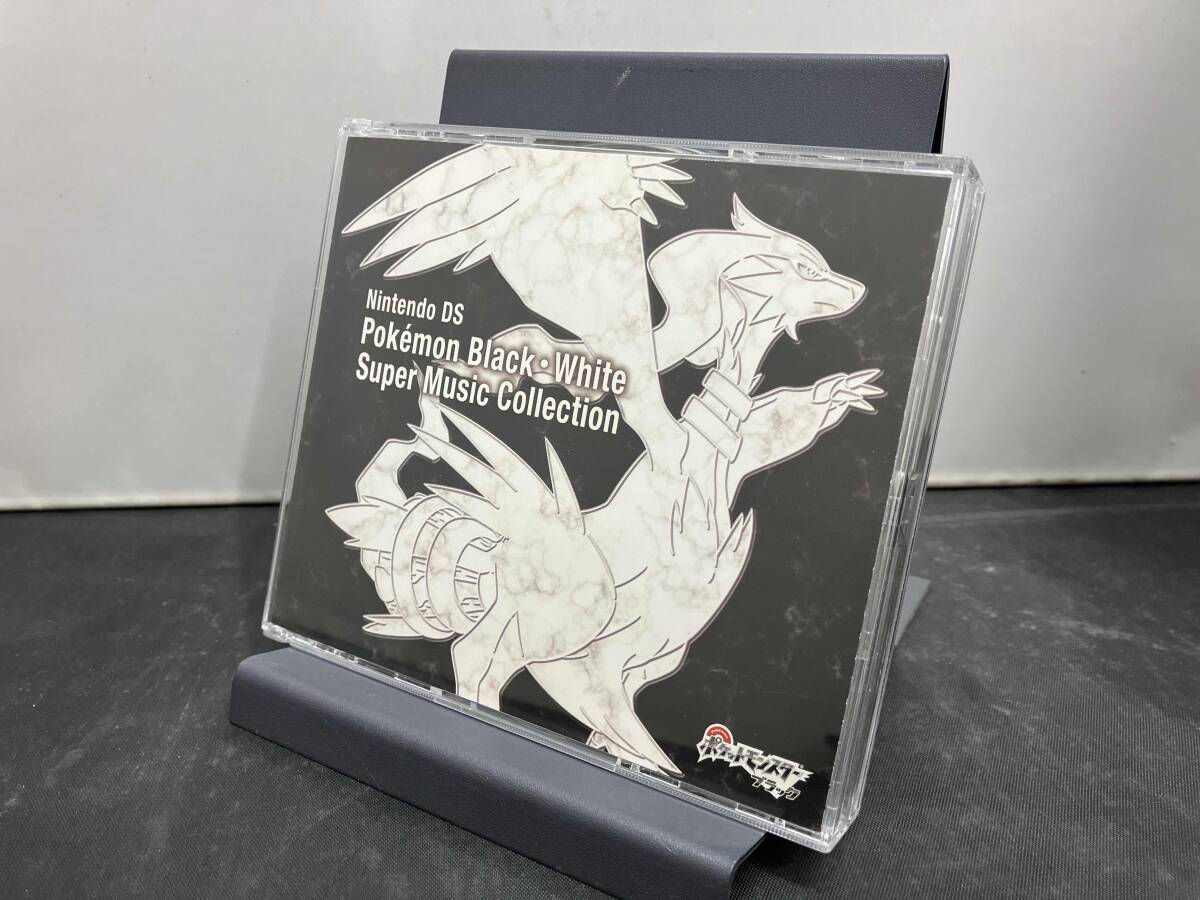 Nintendo DS
Pokémon Black・White
Super Music Collection
ポケットモンスター
ブラック